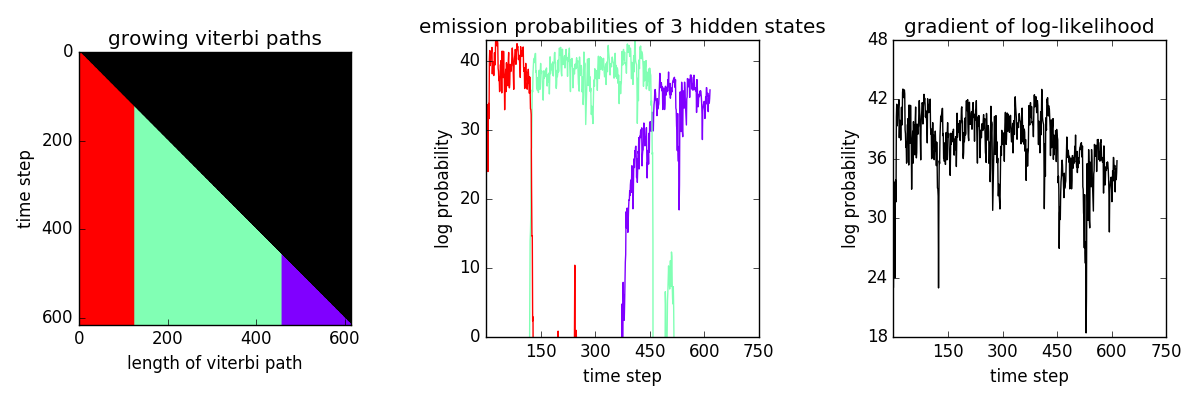 growing viterbi paths
0
200
400
600
time step
0 200 400 600
length of viterbi path
emission probabilities of 3 hidden states
40
30
20
10
0
log probability
150 300 450 600 750
time step
gradient of log-likelihood
48
42
36
30
24
18
log probability
150 300 450 600 750
time step